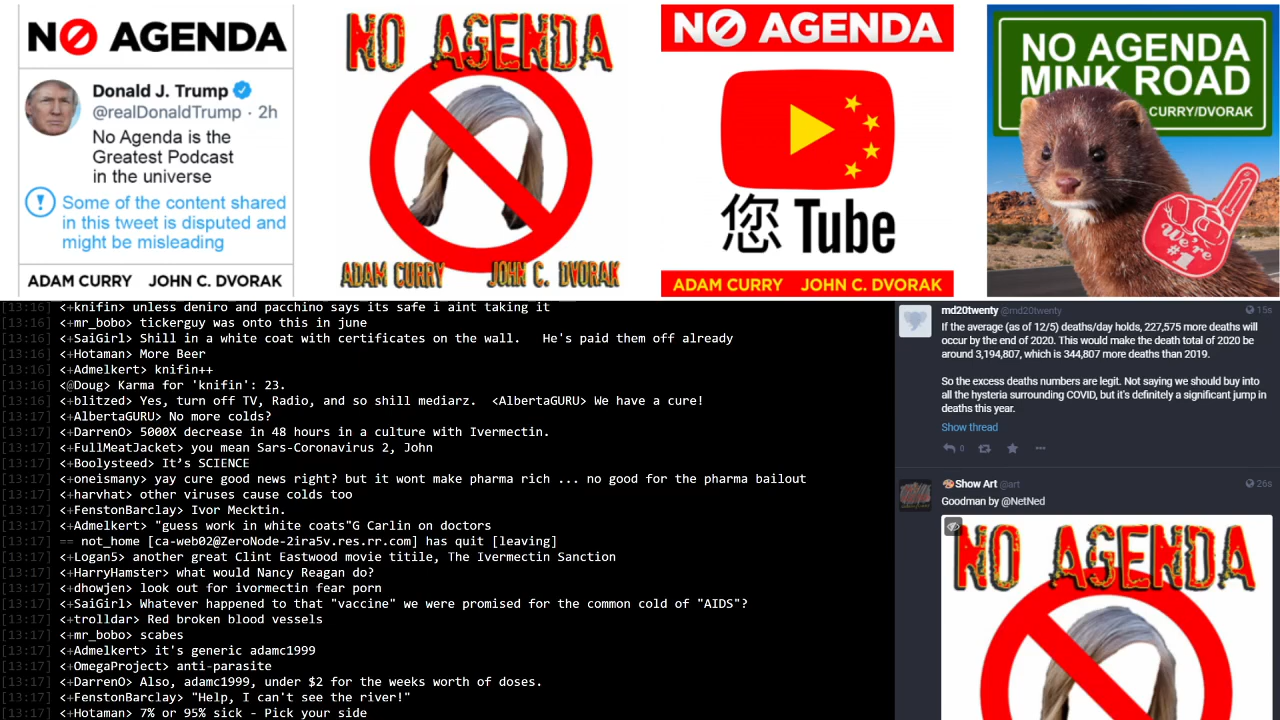 NO AGENDA
Donald J. Trump
@realDonaldTrump · 2h
No Agenda is the
Greatest Podcast
in the universe
Some of the content shared
in this tweet is disputed and
might be misleading
ADAM CURRY JOHN C. DVORAK
NO AGENDA
ADAM CURRY JOHN C. DVORAK
NO AGENDA
您 Tube
ADAM CURRY JOHN C. DVORAK
NO AGENDA
MINK ROAD
CURRY/DVORAK
We're
#1
[13:16] <+knifin> unless deniro and pacchino says its safe i aint taking it
[13:16] <+mr_bobo> tickerguy was onto this in june
[13:16] <+SaiGirl> Shill in a white coat with certificates on the wall.   He's paid them off already
[13:16] <+Hotaman> More Beer
[13:16] <+Admelkert> knifin++
[13:16] <@Doug> Karma for 'knifin': 23.
[13:16] <+blitzed> Yes, turn off TV, Radio, and so shill mediarz.  <AlbertaGURU> We have a cure!
[13:17] <+AlbertaGURU> No more colds?
[13:17] <+DarrenO> 5000X decrease in 48 hours in a culture with Ivermectin.
[13:17] <+FullMeatJacket> you mean Sars-Coronavirus 2, John
[13:17] <+Boolysteed> It's SCIENCE
[13:17] <+oneismany> yay cure good news right? but it wont make pharma rich ... no good for the pharma bailout
[13:17] <+harvhat> other viruses cause colds too
[13:17] <+FenstonBarclay> Ivor Mecktin.
[13:17] <+Admelkert> "guess work in white coats"G Carlin on doctors
[13:17] == not_home [ca-web02@ZeroNode-2ira5v.res.rr.com] has quit [leaving]
[13:17] <+Logan5> another great Clint Eastwood movie titile, The Ivermectin Sanction
[13:17] <+HarryHamster> what would Nancy Reagan do?
[13:17] <+dhowjen> look out for ivormectin fear porn
[13:17] <+SaiGirl> Whatever happened to that "vaccine" we were promised for the common cold of "AIDS"?
[13:17] <+trolldar> Red broken blood vessels
[13:17] <+mr_bobo> scabes
[13:17] <+Admelkert> it's generic adamc1999
[13:17] <+OmegaProject> anti-parasite
[13:17] <+DarrenO> Also, adamc1999, under $2 for the weeks worth of doses.
[13:17] <+FenstonBarclay> "Help, I can't see the river!"
[13:17] <+Hotaman> 7% or 95% sick - Pick your side
md20twenty @md20twenty 15s
If the average (as of 12/5) deaths/day holds, 227,575 more deaths will
occur by the end of 2020. This would make the death total of 2020 be
around 3,194,807, which is 344,807 more deaths than 2019.
So the excess deaths numbers are legit. Not saying we should buy into
all the hysteria surrounding COVID, but it's definitely a significant jump in
deaths this year.
Show thread
0
Show Art @art 26s
Goodman by @NetNed
NO AGENDA